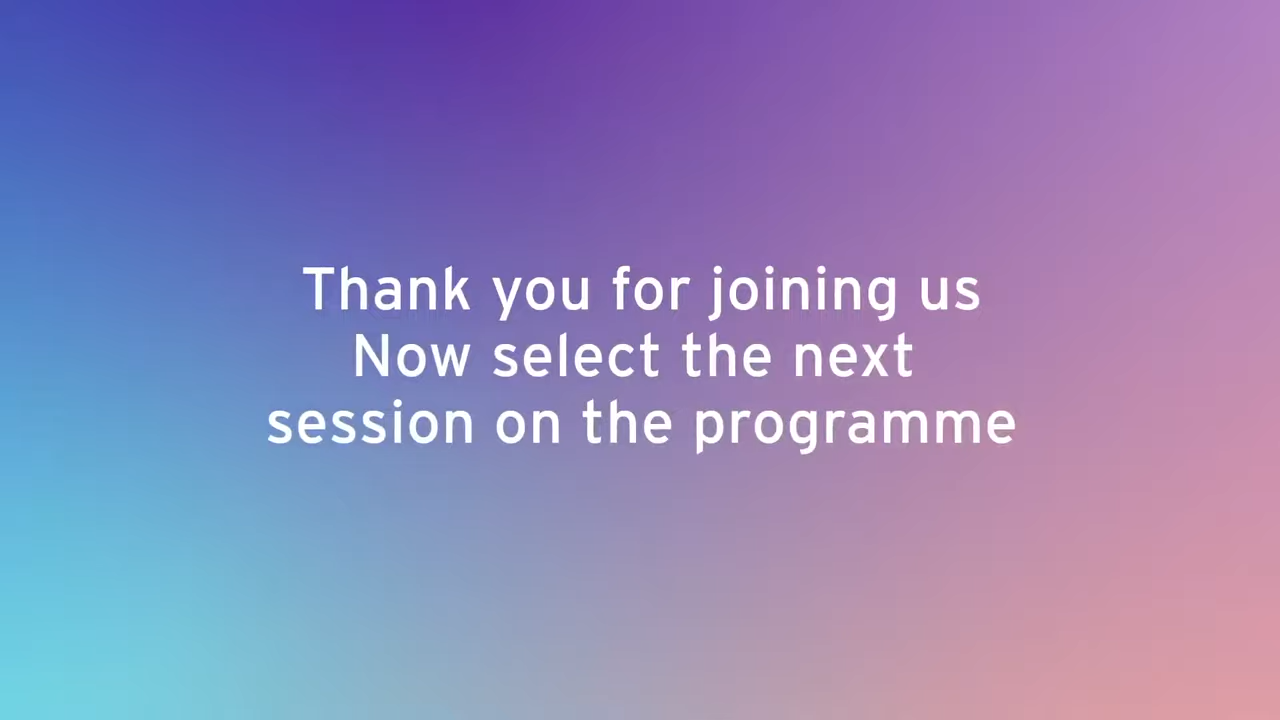 Thank you for joining us
Now select the next
session on the programme